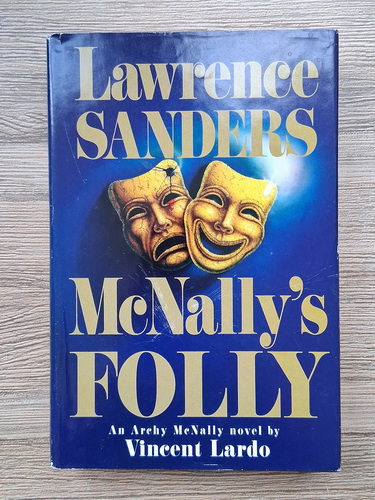 Lawrence
SANDERS
McNally's
FOLLY
An Archy McNally novel by
Vincent Lardo